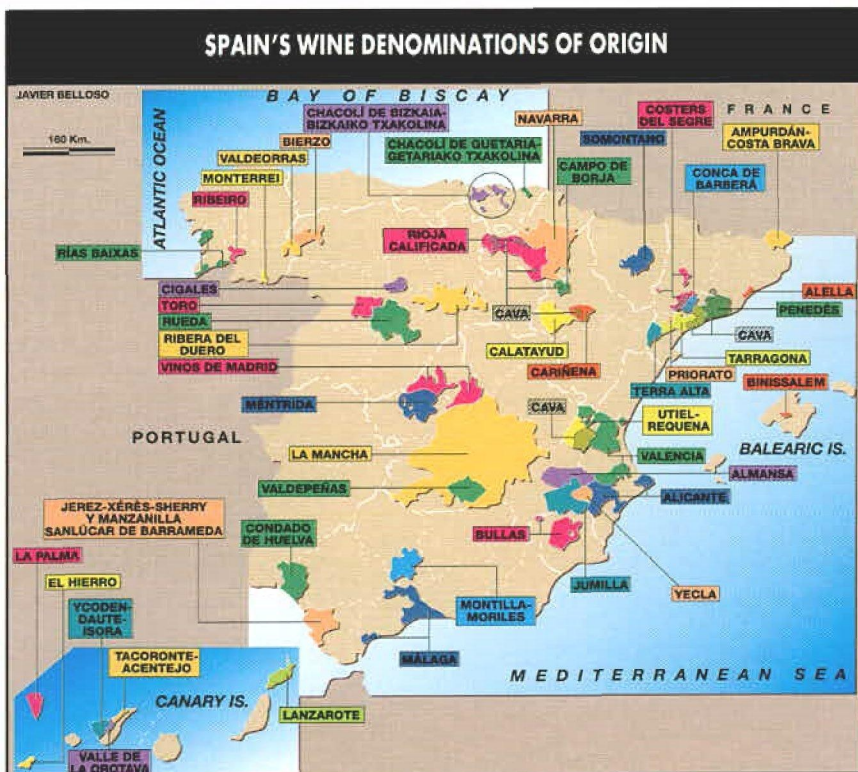 SPAIN'S WINE DENOMINATIONS OF ORIGIN
JAVIER BELLOSO
160 Km.
BAY OF BISCAY
ATLANTIC OCEAN
FRANCE
CHACOLÍ DE BIZKAIA-
BIZKAIKO TXAKOLINA
BIERZO
VALDEORRAS
MONTERREI
RIBEIRO
RÍAS BAIXAS
CHACOLÍ DE GUETARIA-
GETARIAKO TXAKOLINA
NAVARRA
CAMPO DE
BORJA
SOMONTANO
COSTERS
DEL SEGRE
CONCA DE
BARBERÁ
AMPURDÁN-
COSTA BRAVA
RIOJA
CALIFICADA
CIGALES
TORO
RUEDA
RIBERA DEL
DUERO
VINOS DE MADRID
MÉNTRIDA
CAVA
CALATAYUD
CARIÑENA
ALELLA
PENEDÉS
CAVA
TARRAGONA
PRIORATO
TERRA ALTA
BINISSALEM
BALEARIC IS.
PORTUGAL
LA MANCHA
VALDEPEÑAS
CAVA
UTIEL-
REQUENA
VALENCIA
ALMANSA
ALICANTE
JEREZ-XÉRÈS-SHERRY
Y MANZANILLA
SANLÚCAR DE BARRAMEDA
CONDADO
DE HUELVA
BULLAS
JUMILLA
YECLA
MONTILLA-
MORILES
MÁLAGA
MEDITERRANEAN SEA
LA PALMA
EL HIERRO
YCODEN-
DAUTE-
ISORA
TACORONTE-
ACENTEJO
CANARY IS.
LANZAROTE
VALLE DE
LA OROTAVA